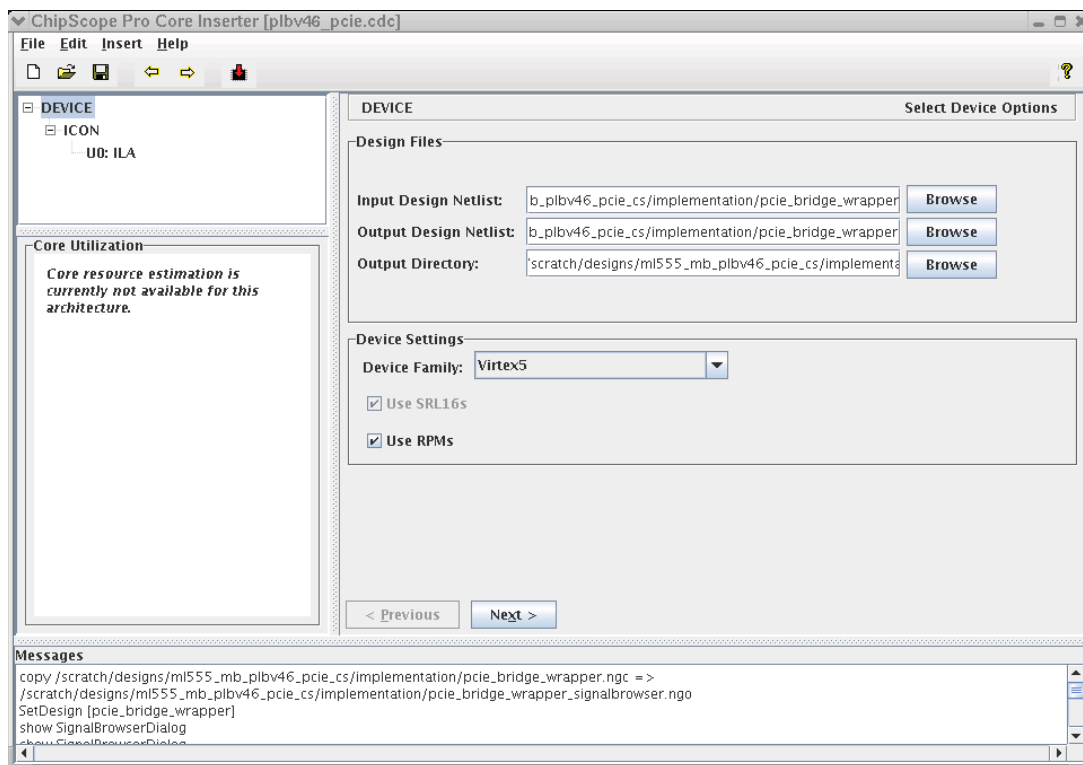 ChipScope Pro Core Inserter [plbv46_pcie.cdc]
File Edit Insert Help
DEVICE
ICON
U0: ILA
Core Utilization
Core resource estimation is
currently not available for this
architecture.
DEVICE Select Device Options
Design Files
Input Design Netlist: b_plbv46_pcie_cs/implementation/pcie_bridge_wrapper Browse
Output Design Netlist: b_plbv46_pcie_cs/implementation/pcie_bridge_wrapper Browse
Output Directory: 'scratch/designs/ml555_mb_plbv46_pcie_cs/implementa Browse
Device Settings
Device Family: Virtex5
Use SRL16s
Use RPMs
< Previous Next >
Messages
copy /scratch/designs/ml555_mb_plbv46_pcie_cs/implementation/pcie_bridge_wrapper.ngc =>
/scratch/designs/ml555_mb_plbv46_pcie_cs/implementation/pcie_bridge_wrapper_signalbrowser.ngo
SetDesign [pcie_bridge_wrapper]
show SignalBrowserDialog
show SignalBrowserDialog